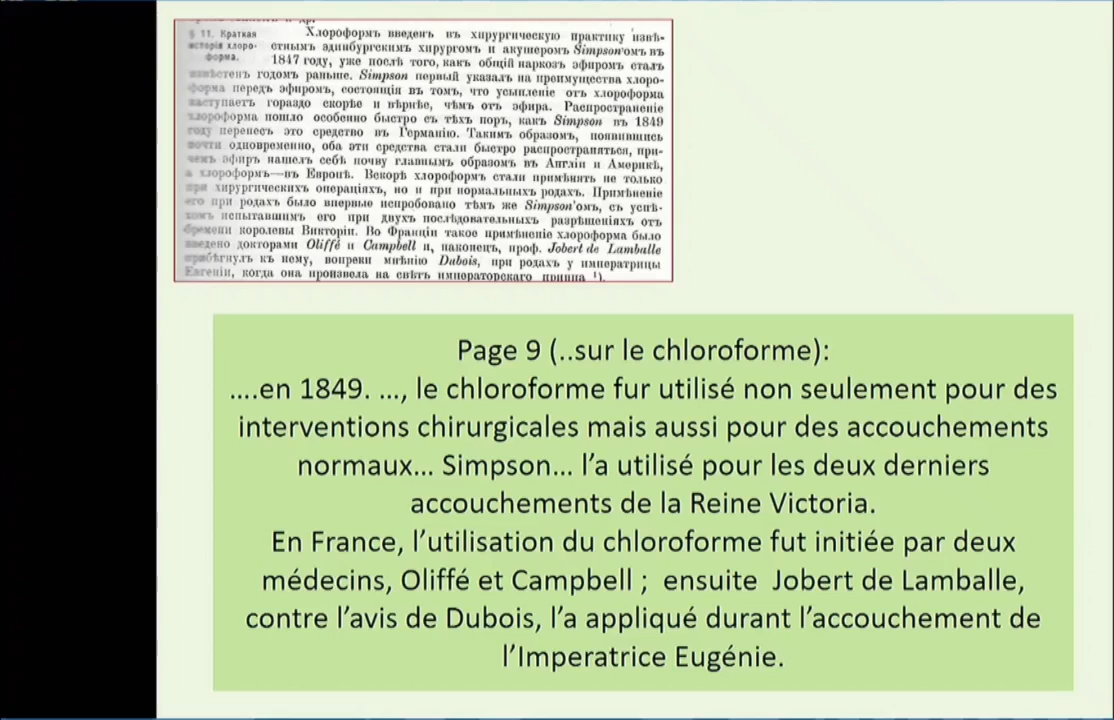 § 11. Краткая
исторія хлоро-
форма.
Хлороформъ введенъ въ хирургическую практику извѣ-
стнымъ эдинбургскимъ хирургомъ и акушеромъ Simpson'омъ въ
1847 году, уже послѣ того, какъ общій наркозъ эфиромъ сталъ
извѣстенъ годомъ раньше. Simpson первый указалъ на преимущества хлоро-
форма передъ эфиромъ, состоящія въ томъ, что усыпленіе отъ хлороформа
наступаетъ гораздо скорѣе и вѣрнѣе, чѣмъ отъ эфира. Распространеніе
хлороформа пошло особенно быстро съ тѣхъ поръ, какъ Simpson въ 1849
году перенесъ это средство въ Германію. Такимъ образомъ, появившись
почти одновременно, оба эти средства стали быстро распространяться, при-
чемъ эфиръ нашелъ себѣ почву главнымъ образомъ въ Англіи и Америкѣ,
а хлороформъ—въ Европѣ. Вскорѣ хлороформъ стали примѣнять не только
при хирургическихъ операціяхъ, но и при нормальныхъ родахъ. Примѣненіе
его при родахъ было впервые испробовано тѣмъ же Simpson'омъ, съ успѣ-
хомъ испытавшимъ его при двухъ послѣдовательныхъ разрѣшеніяхъ отъ
бремени королевы Викторіи. Во Франціи такое примѣненіе хлороформа было
введено докторами Oliffé и Campbell и, наконецъ, проф. Jobert de Lamballe
прибѣгнулъ къ нему, вопреки мнѣнію Dubois, при родахъ у императрицы
Евгеніи, когда она произвела на свѣтъ императорскаго принца ¹).
Page 9 (..sur le chloroforme):
....en 1849. ..., le chloroforme fur utilisé non seulement pour des
interventions chirurgicales mais aussi pour des accouchements
normaux... Simpson... l’a utilisé pour les deux derniers
accouchements de la Reine Victoria.
En France, l’utilisation du chloroforme fut initiée par deux
médecins, Oliffé et Campbell ; ensuite Jobert de Lamballe,
contre l’avis de Dubois, l’a appliqué durant l’accouchement de
l’Imperatrice Eugénie.